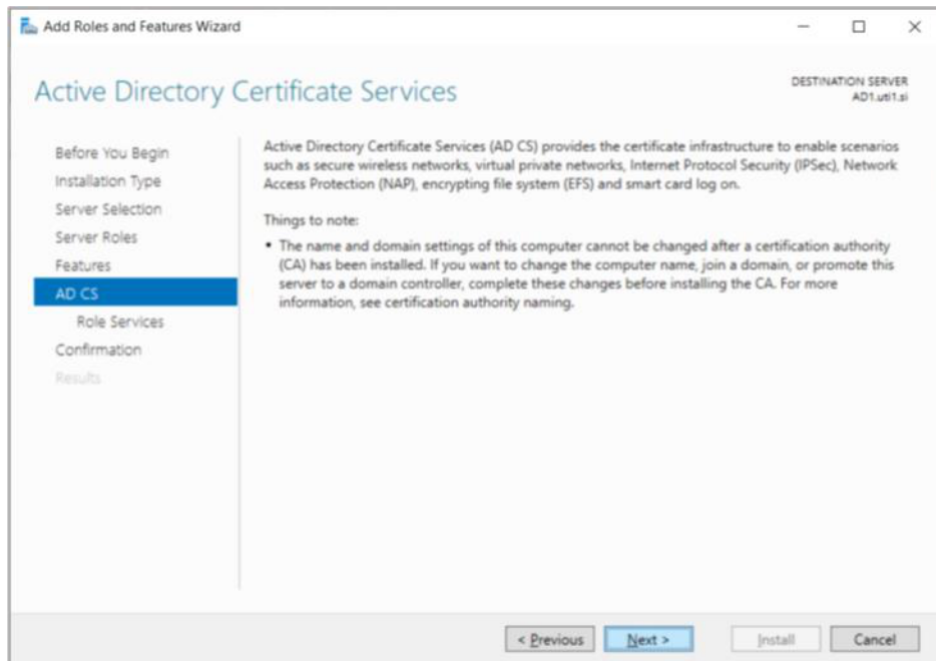 Add Roles and Features Wizard
Active Directory Certificate Services
DESTINATION SERVER
AD1.uti1.si
Before You Begin
Installation Type
Server Selection
Server Roles
Features
AD CS
Role Services
Confirmation
Results
Active Directory Certificate Services (AD CS) provides the certificate infrastructure to enable scenarios
such as secure wireless networks, virtual private networks, Internet Protocol Security (IPSec), Network
Access Protection (NAP), encrypting file system (EFS) and smart card log on.
Things to note:
• The name and domain settings of this computer cannot be changed after a certification authority
(CA) has been installed. If you want to change the computer name, join a domain, or promote this
server to a domain controller, complete these changes before installing the CA. For more
information, see certification authority naming.
< Previous
Next >
Install
Cancel